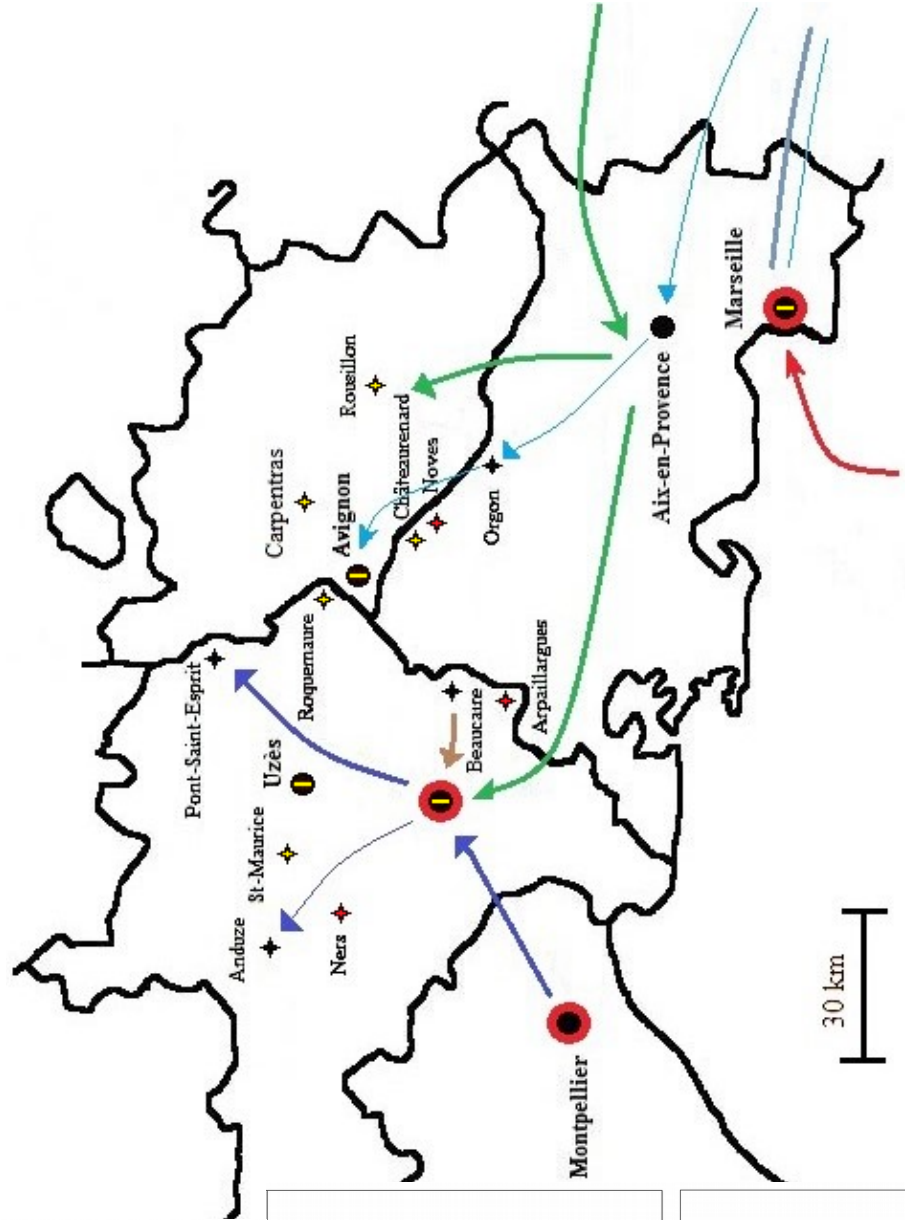 Pont-Saint-Esprit
Anduze
St-Maurice
Uzès
Carpentras
Roquemaure
Ners
Avignon
Rousillon
Châteaurenard
Noves
Beaucaire
Orgon
Arpaillargues
Montpellier
Aix-en-Provence
Marseille
30 km